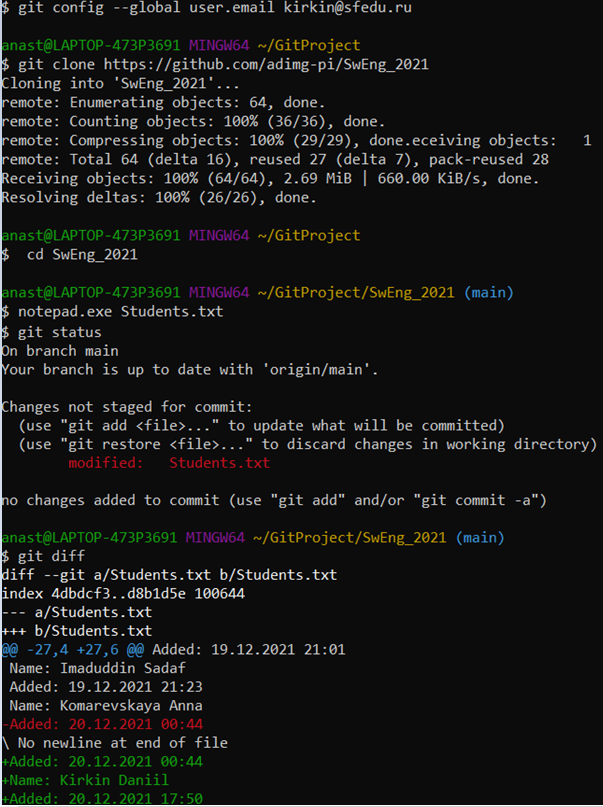 $ git config --global user.email kirkin@sfedu.ru
anast@LAPTOP-473P3691 MINGW64 ~/GitProject
$ git clone https://github.com/adimg-pi/SwEng_2021
Cloning into 'SwEng_2021'...
remote: Enumerating objects: 64, done.
remote: Counting objects: 100% (36/36), done.
remote: Compressing objects: 100% (29/29), done.eceiving objects:   1
remote: Total 64 (delta 16), reused 27 (delta 7), pack-reused 28
Receiving objects: 100% (64/64), 2.69 MiB | 660.00 KiB/s, done.
Resolving deltas: 100% (26/26), done.
anast@LAPTOP-473P3691 MINGW64 ~/GitProject
$  cd SwEng_2021
anast@LAPTOP-473P3691 MINGW64 ~/GitProject/SwEng_2021 (main)
$ notepad.exe Students.txt
$ git status
On branch main
Your branch is up to date with 'origin/main'.
Changes not staged for commit:
  (use "git add <file>..." to update what will be committed)
  (use "git restore <file>..." to discard changes in working directory)
        modified:   Students.txt
no changes added to commit (use "git add" and/or "git commit -a")
anast@LAPTOP-473P3691 MINGW64 ~/GitProject/SwEng_2021 (main)
$ git diff
diff --git a/Students.txt b/Students.txt
index 4dbdcf3..d8b1d5e 100644
--- a/Students.txt
+++ b/Students.txt
@@ -27,4 +27,6 @@ Added: 19.12.2021 21:01
 Name: Imaduddin Sadaf
 Added: 19.12.2021 21:23
 Name: Komarevskaya Anna
-Added: 20.12.2021 00:44
\ No newline at end of file
+Added: 20.12.2021 00:44
+Name: Kirkin Daniil
+Added: 20.12.2021 17:50